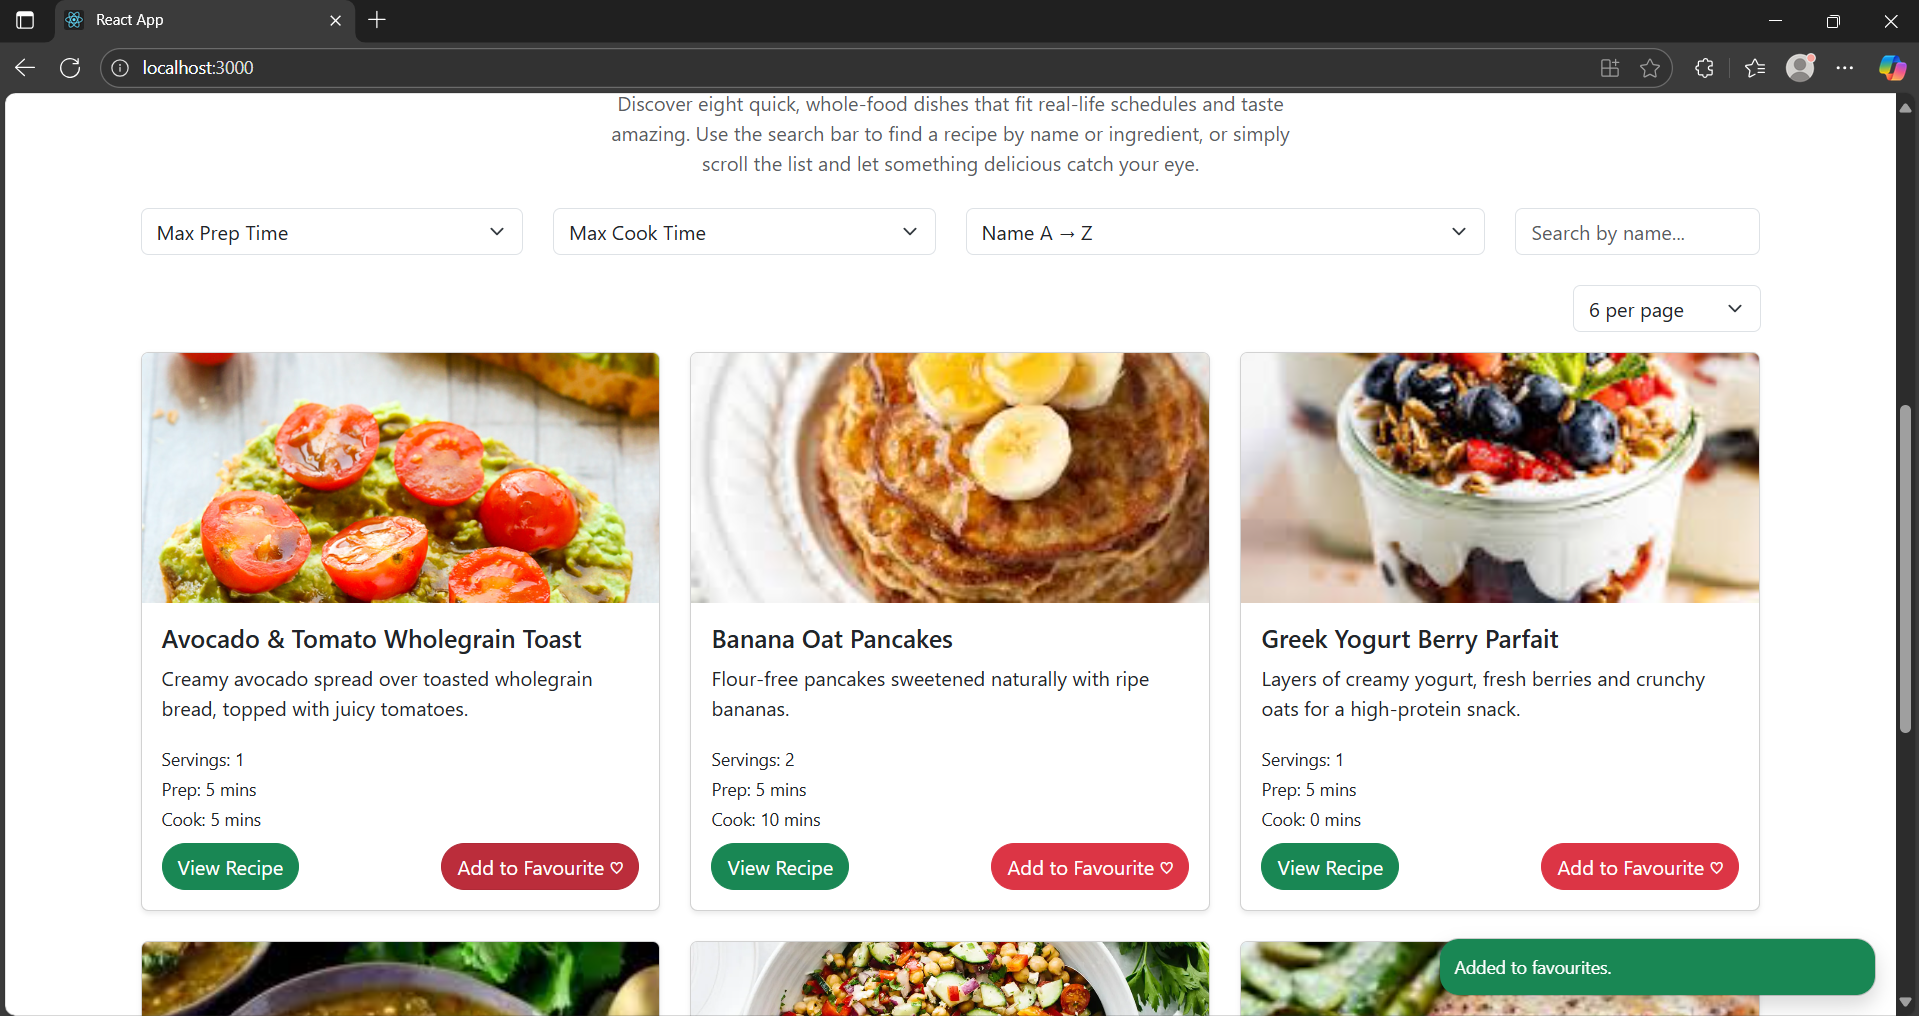 React App
localhost:3000
Discover eight quick, whole-food dishes that fit real-life schedules and taste
amazing. Use the search bar to find a recipe by name or ingredient, or simply
scroll the list and let something delicious catch your eye.
Max Prep Time
Max Cook Time
Name A → Z
Search by name...
6 per page
Avocado & Tomato Wholegrain Toast
Creamy avocado spread over toasted wholegrain
bread, topped with juicy tomatoes.
Servings: 1
Prep: 5 mins
Cook: 5 mins
View Recipe
Add to Favourite ♡
Banana Oat Pancakes
Flour-free pancakes sweetened naturally with ripe
bananas.
Servings: 2
Prep: 5 mins
Cook: 10 mins
View Recipe
Add to Favourite ♡
Greek Yogurt Berry Parfait
Layers of creamy yogurt, fresh berries and crunchy
oats for a high-protein snack.
Servings: 1
Prep: 5 mins
Cook: 0 mins
View Recipe
Add to Favourite ♡
Added to favourites.